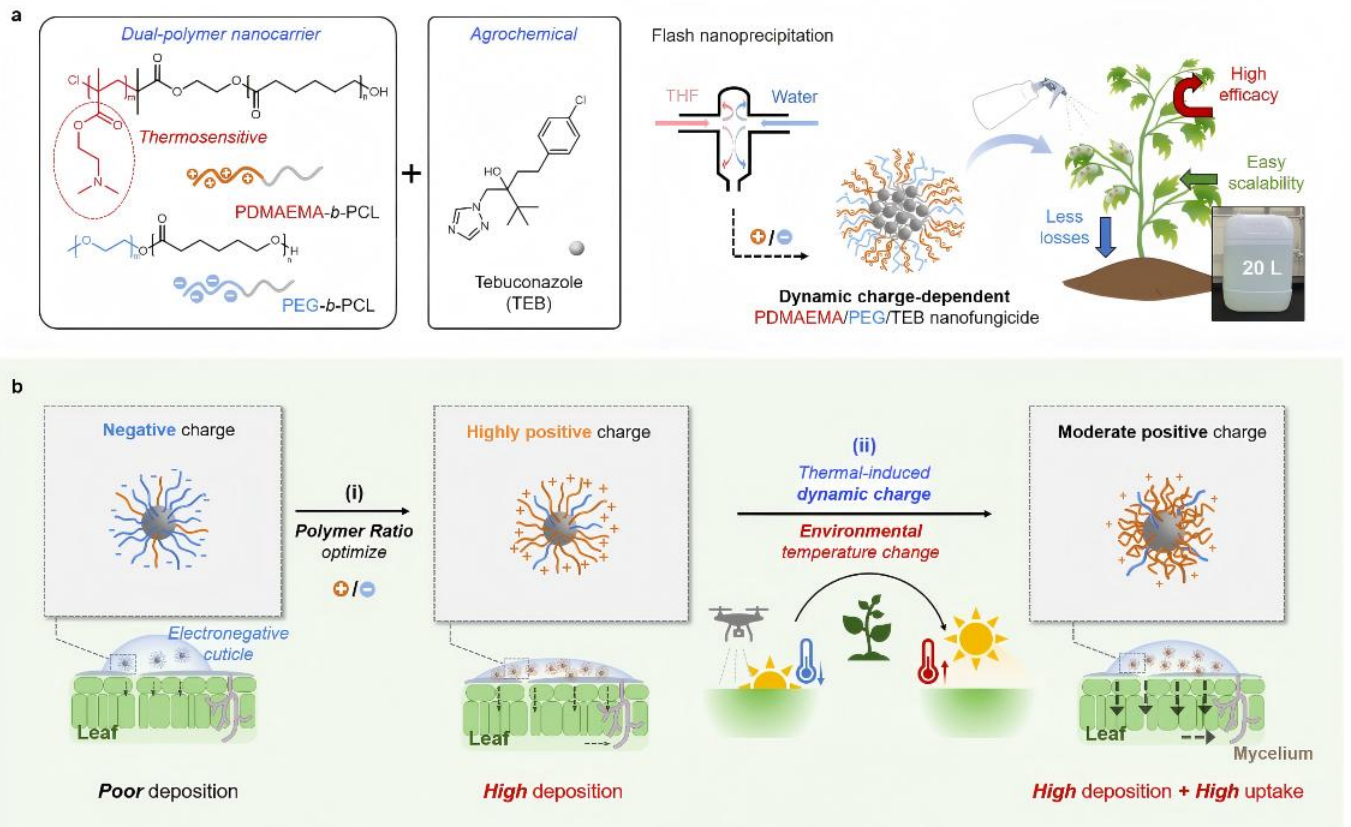 a
Dual-polymer nanocarrier
Cl
m
O
O
O
O
O
n
OH
O
O
N
Thermosensitive
PDMAEMA-b-PCL
O
m
O
O
O
n
H
PEG-b-PCL
+
Agrochemical
Cl
HO
N
N
N
Tebuconazole
(TEB)
Flash nanoprecipitation
THF
Water
+/−
Dynamic charge-dependent
PDMAEMA/PEG/TEB nanofungicide
High
efficacy
Easy
scalability
Less
losses
20 L
b
Negative charge
(i)
Polymer Ratio
optimize
+/−
Highly positive charge
(ii)
Thermal-induced
dynamic charge
Environmental
temperature change
Moderate positive charge
Electronegative
cuticle
Leaf
Leaf
Leaf
Mycelium
Poor deposition
High deposition
High deposition + High uptake